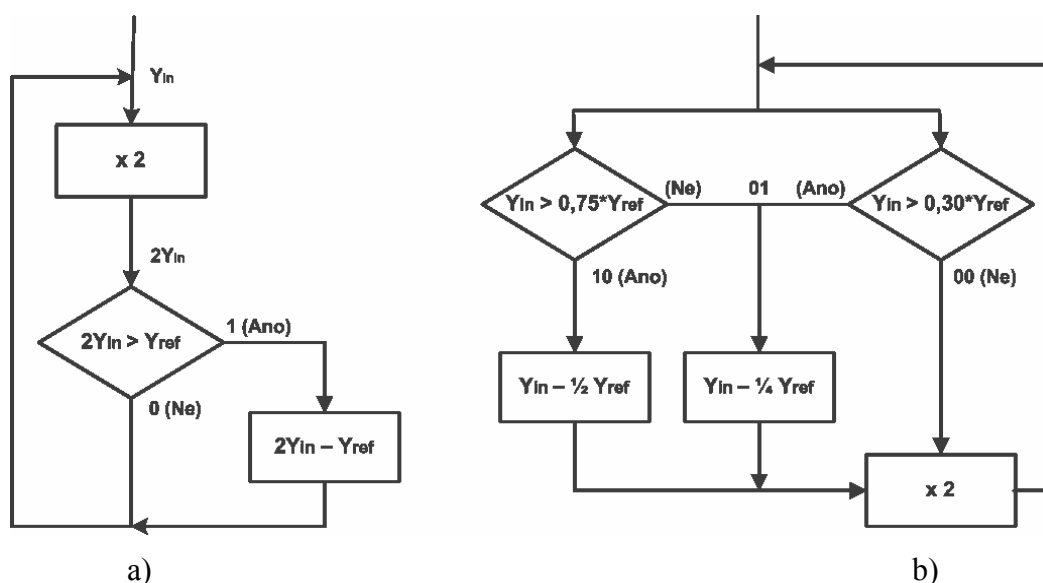 Yin
x 2
2Yin
2Yin > Yref
1 (Ano)
0 (Ne)
2Yin – Yref
a)
Yin > 0,75*Yref
(Ne) 01 (Ano)
Yin > 0,30*Yref
10 (Ano)
00 (Ne)
Yin – ½ Yref
Yin – ¼ Yref
x 2
b)